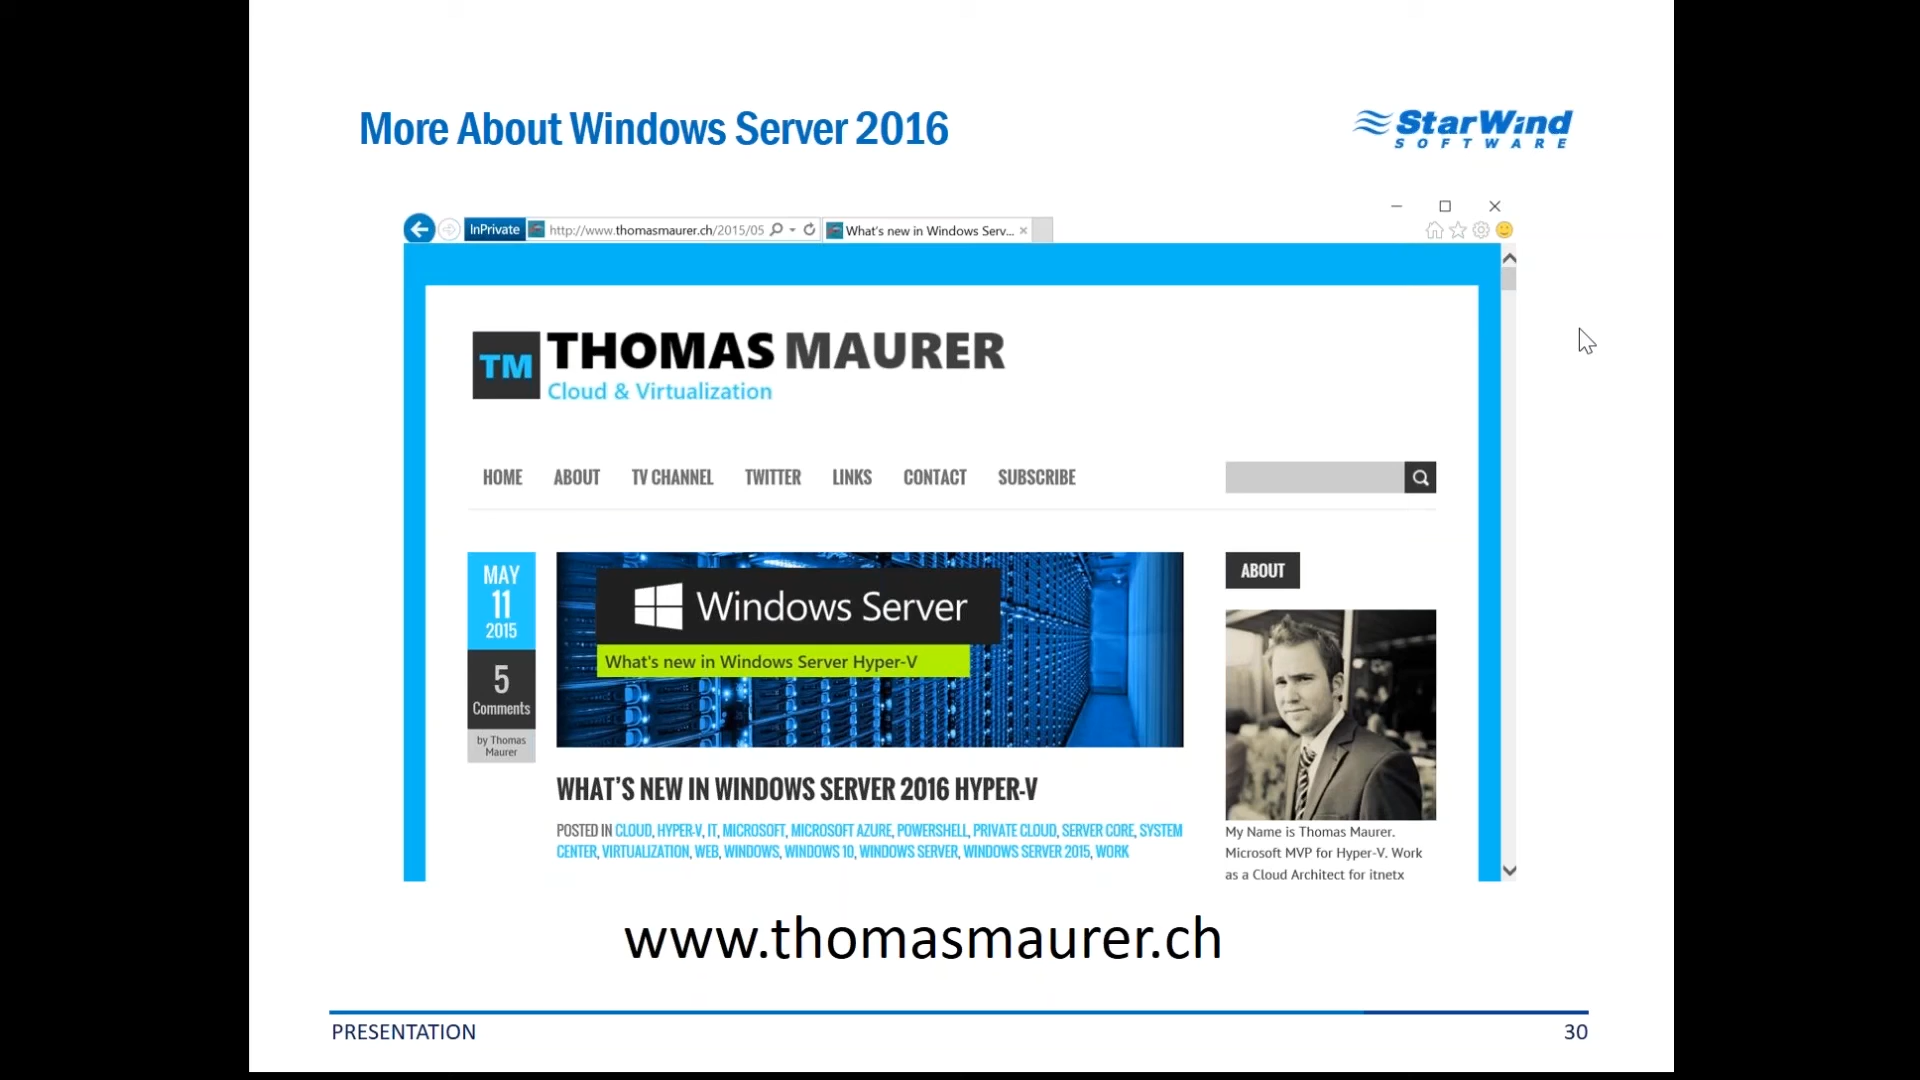 More About Windows Server 2016
StarWind
SOFTWARE
InPrivate
http://www.thomasmaurer.ch/2015/05
What's new in Windows Serv...
TM
THOMAS MAURER
Cloud & Virtualization
HOME ABOUT TV CHANNEL TWITTER LINKS CONTACT SUBSCRIBE
MAY
11
2015
5
Comments
by Thomas
Maurer
Windows Server
What's new in Windows Server Hyper-V
WHAT'S NEW IN WINDOWS SERVER 2016 HYPER-V
POSTED IN CLOUD, HYPER-V, IT, MICROSOFT, MICROSOFT AZURE, POWERSHELL, PRIVATE CLOUD, SERVER CORE, SYSTEM
CENTER, VIRTUALIZATION, WEB, WINDOWS, WINDOWS 10, WINDOWS SERVER, WINDOWS SERVER 2015, WORK
ABOUT
My Name is Thomas Maurer.
Microsoft MVP for Hyper-V. Work
as a Cloud Architect for itnetx
www.thomasmaurer.ch
PRESENTATION
30